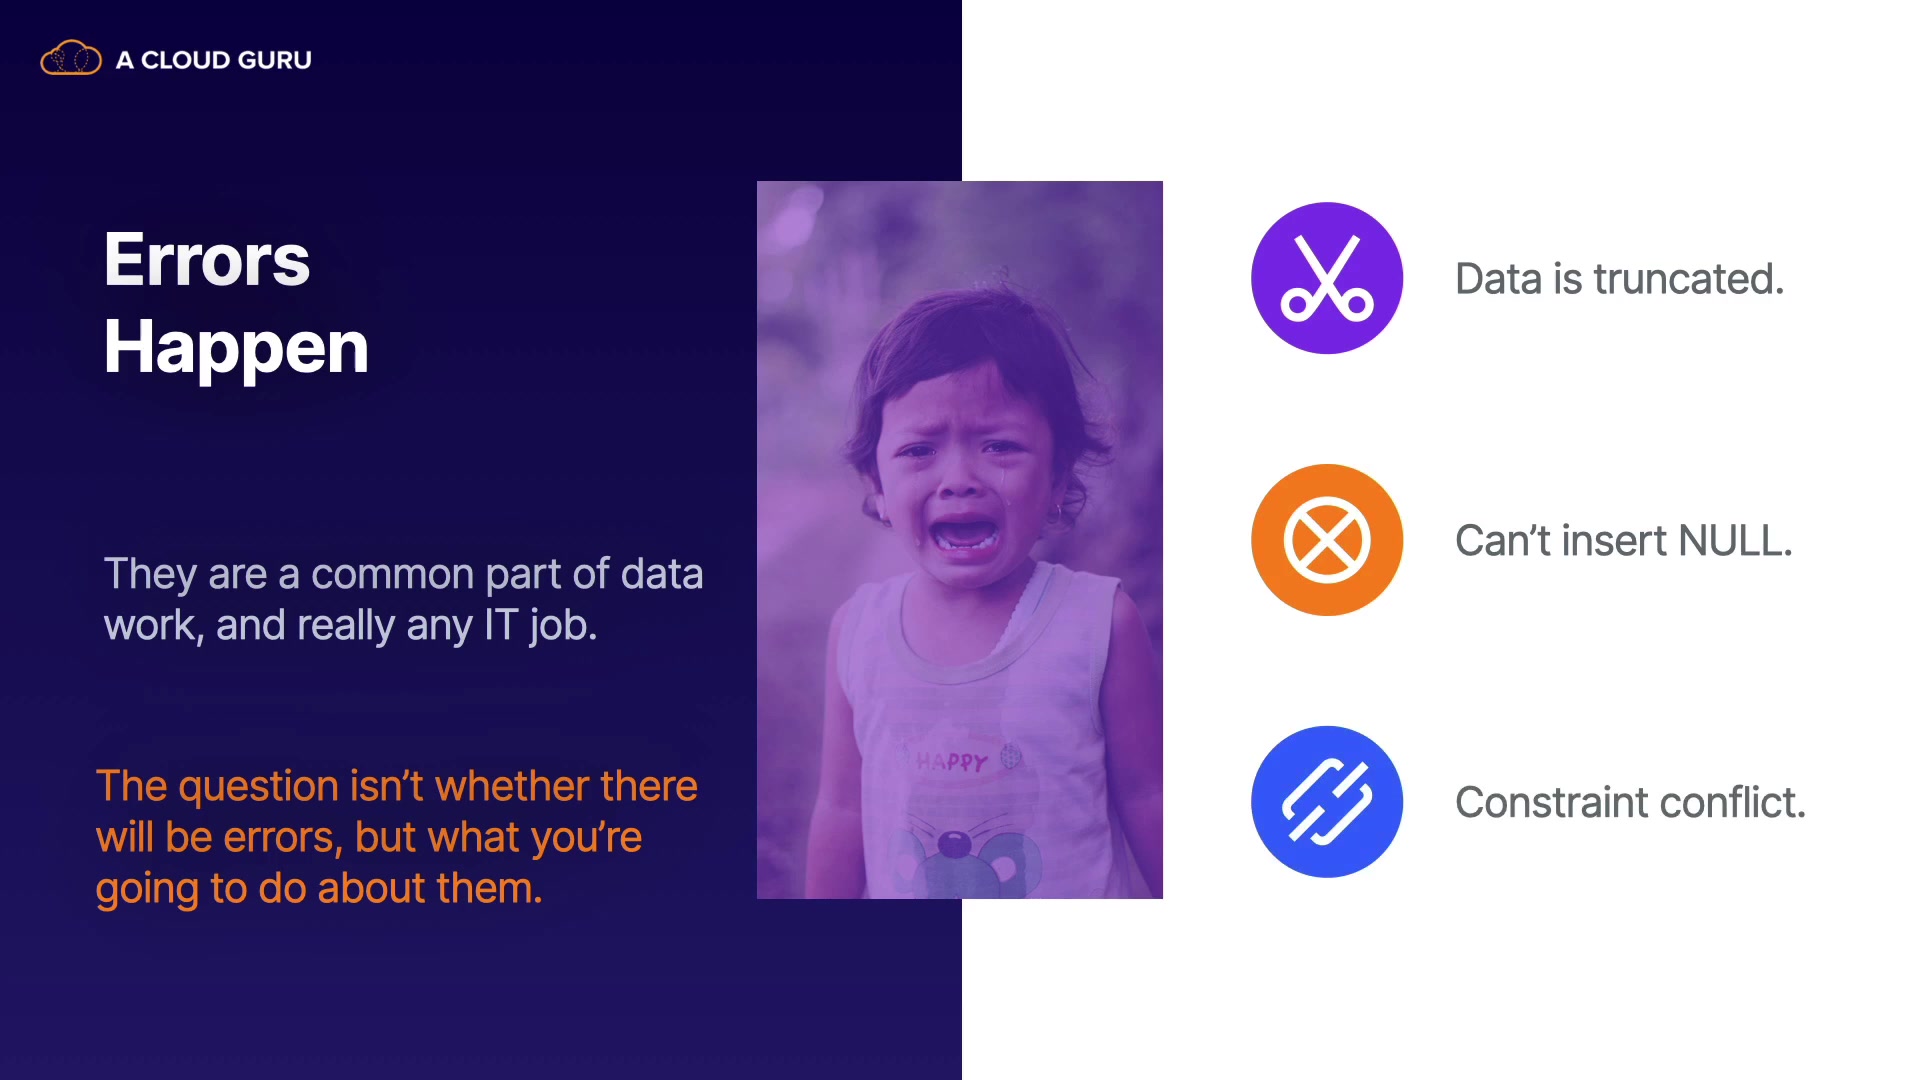 A CLOUD GURU
Errors
Happen
They are a common part of data
work, and really any IT job.
The question isn’t whether there
will be errors, but what you’re
going to do about them.
HAPPY
Data is truncated.
Can’t insert NULL.
Constraint conflict.